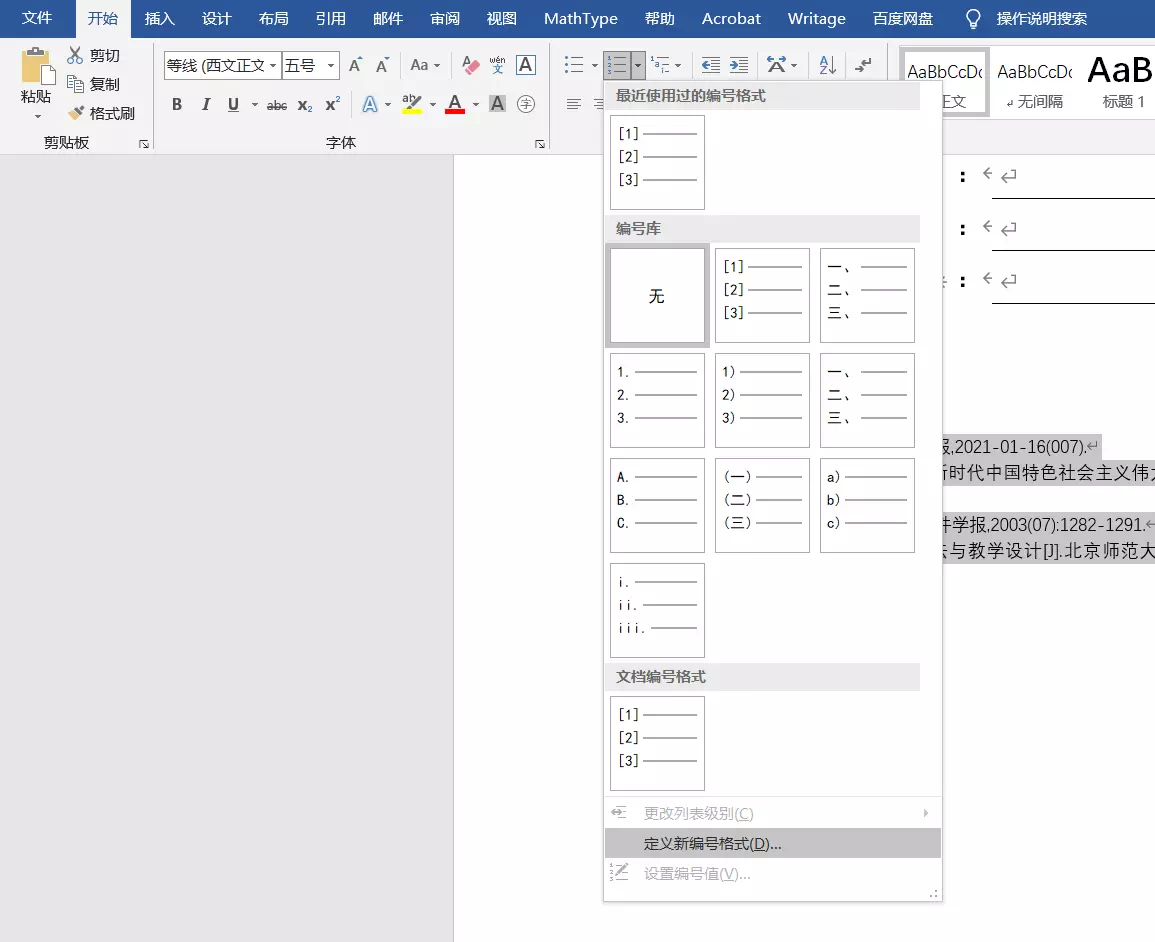 文件 开始 插入 设计 布局 引用 邮件 审阅 视图 MathType 帮助 Acrobat Writage 百度网盘 操作说明搜索
剪切
复制
格式刷
粘贴
剪贴板
等线 (西文正文 五号
Aa
wén
文
A
B I U abc x₂ x² A aby A A 字
字体
AaBbCcDc AaBbCcDc AaB
正文 无间隔 标题 1
最近使用过的编号格式
[1]
[2]
[3]
编号库
无
[1]
[2]
[3]
一、
二、
三、
1.
2.
3.
1)
2)
3)
一、
二、
三、
A.
B.
C.
(一)
(二)
(三)
a)
b)
c)
i.
ii.
iii.
文档编号格式
[1]
[2]
[3]
更改列表级别(C)
定义新编号格式(D)...
设置编号值(V)...
:
:
:
报,2021-01-16(007).
新时代中国特色社会主义伟大
件学报,2003(07):1282-1291.
法与教学设计[J].北京师范大